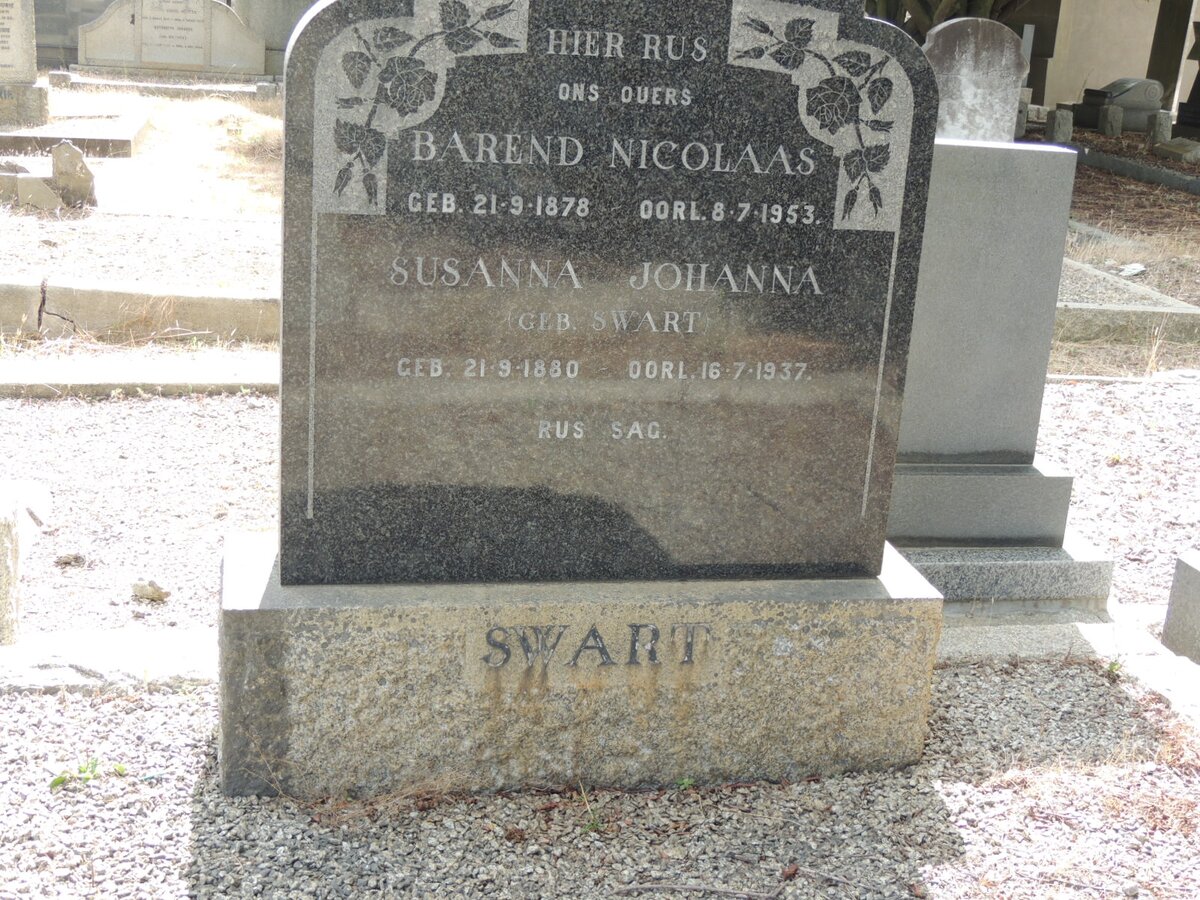 HIER RUS
ONS OUERS
BAREND NICOLAAS
GEB. 21-9-1878 OORL. 8-7-1953.
SUSANNA JOHANNA
(GEB. SWART)
GEB. 21-9-1880 - OORL. 16-7-1937.
RUS SAG.
SWART